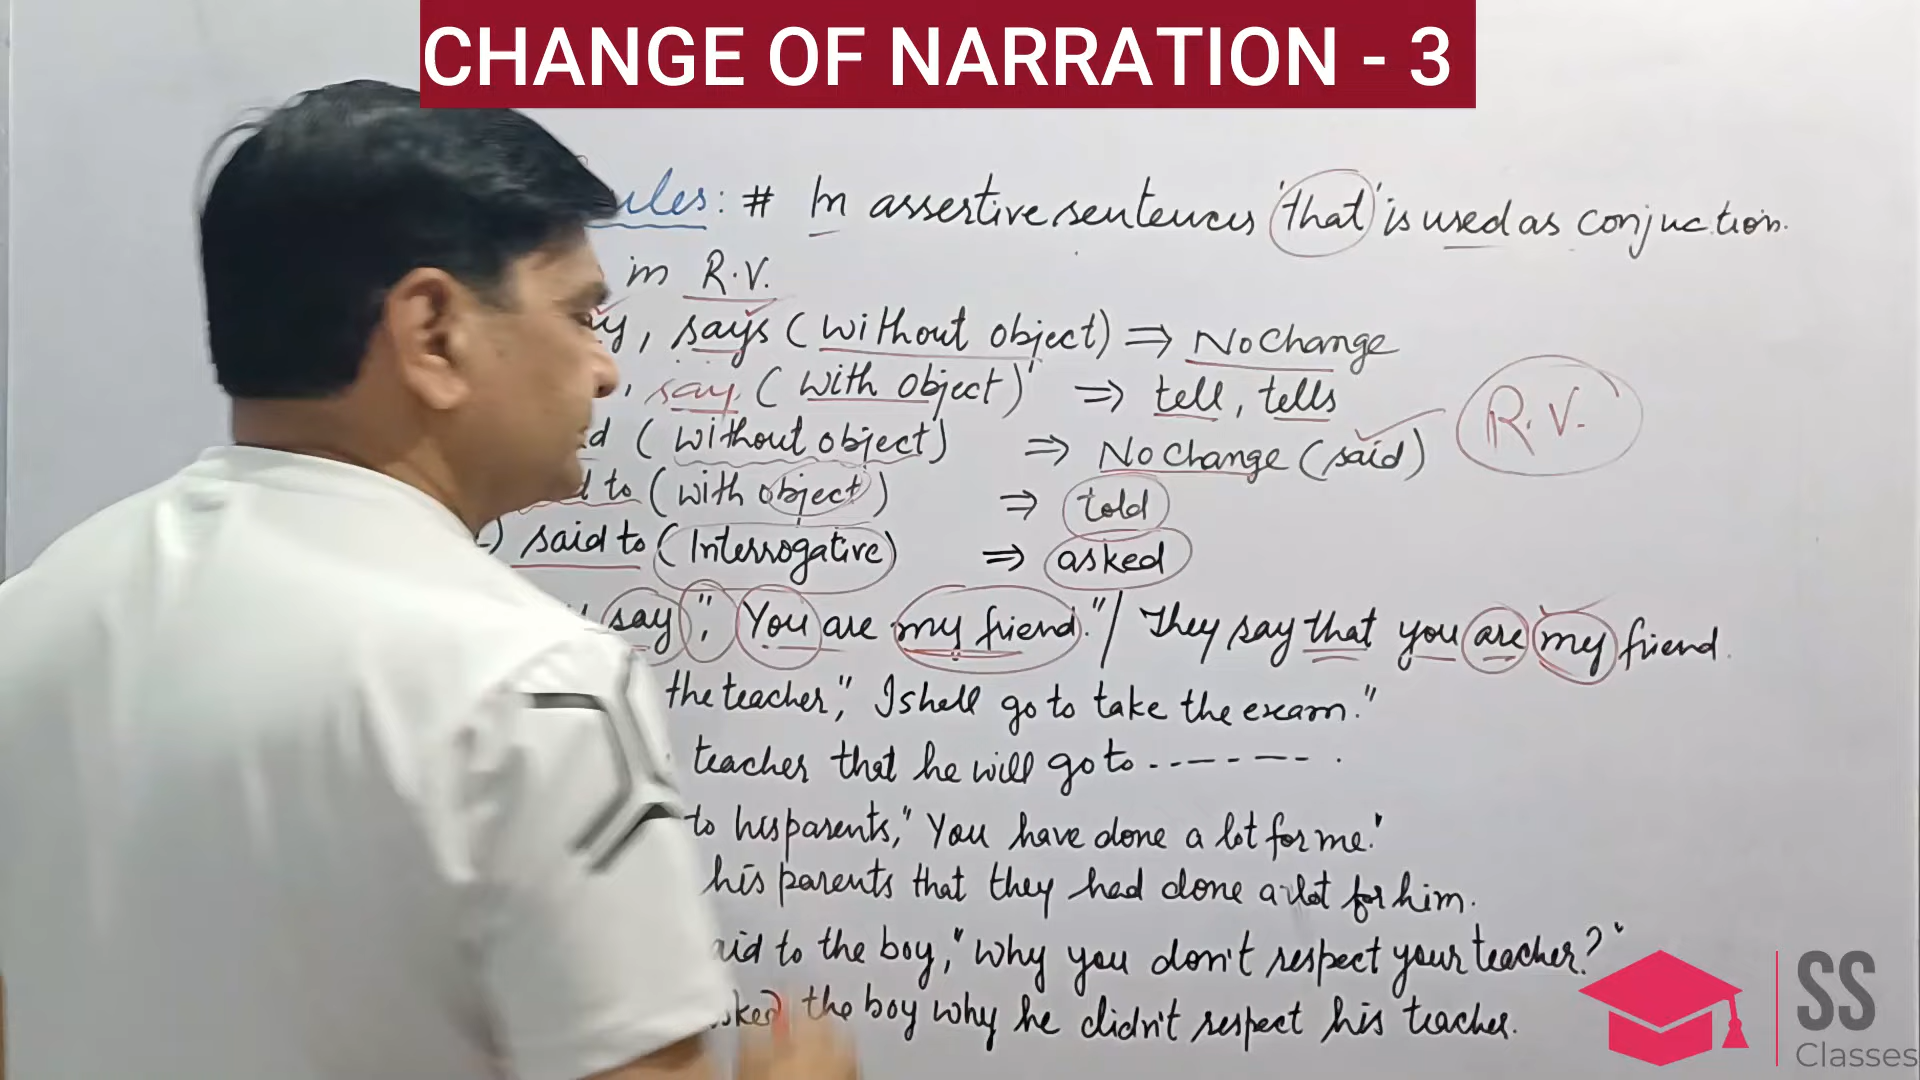 CHANGE OF NARRATION - 3
: # In assertive sentences 'that' is used as conjuction.
in R.V.
, says (without object) ⇒ No Change
, say (with object) ⇒ tell, tells
(without object) ⇒ No Change (said)
to (with object) ⇒ told
R.V.
said to (Interrogative) ⇒ asked
say," You are my friend."/ They say that you are my friend.
the teacher," I shall go to take the exam."
teacher that he will go to - - - - - - - .
to his parents," You have done a lot for me."
his parents that they had done a lot for him.
to the boy," Why you don't respect your teacher?"
the boy why he didn't respect his teacher.
SS
Classes